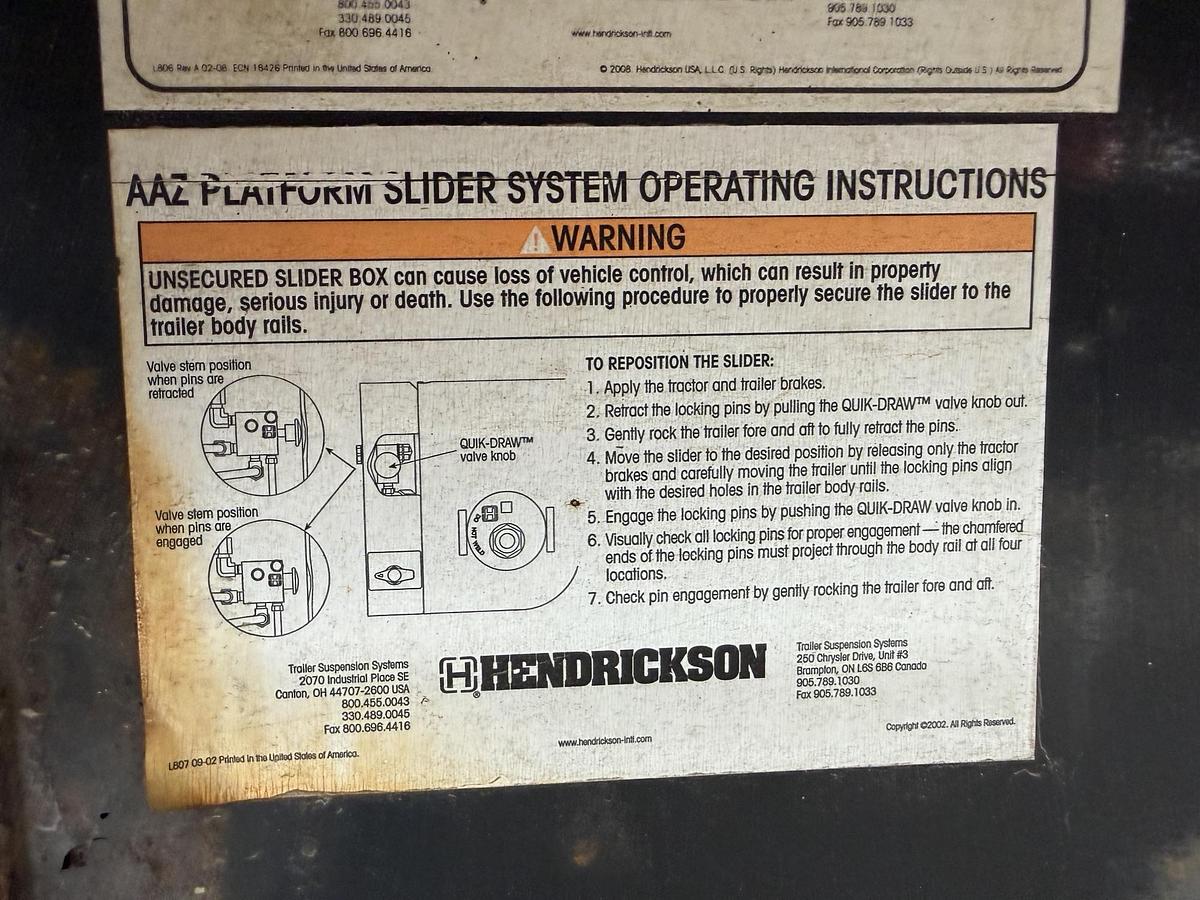 800.455.0043
330.489.0045
Fax 800.696.4416
www.hendrickson-intl.com
905.789.1030
Fax 905.789.1033
L806 Rev A 02-08 ECN 18426 Printed in the United States of America.
© 2008 Hendrickson USA, L.L.C. (U.S. Rights) Hendrickson International Corporation (Rights Outside U.S.) All Rights Reserved
AAZ PLATFORM SLIDER SYSTEM OPERATING INSTRUCTIONS
WARNING
UNSECURED SLIDER BOX can cause loss of vehicle control, which can result in property
damage, serious injury or death. Use the following procedure to properly secure the slider to the
trailer body rails.
Valve stem position
when pins are
retracted
QUIK-DRAW™
valve knob
Valve stem position
when pins are
engaged
TO REPOSITION THE SLIDER:
1. Apply the tractor and trailer brakes.
2. Retract the locking pins by pulling the QUIK-DRAW™ valve knob out.
3. Gently rock the trailer fore and aft to fully retract the pins.
4. Move the slider to the desired position by releasing only the tractor
brakes and carefully moving the trailer until the locking pins align
with the desired holes in the trailer body rails.
5. Engage the locking pins by pushing the QUIK-DRAW valve knob in.
6. Visually check all locking pins for proper engagement — the chamfered
ends of the locking pins must project through the body rail at all four
locations.
7. Check pin engagement by gently rocking the trailer fore and aft.
Trailer Suspension Systems
2070 Industrial Place SE
Canton, OH 44707-2600 USA
800.455.0043
330.489.0045
Fax 800.696.4416
H® HENDRICKSON
www.hendrickson-intl.com
Trailer Suspension Systems
250 Chrysler Drive, Unit #3
Brampton, ON L6S 6B6 Canada
905.789.1030
Fax 905.789.1033
Copyright ©2002. All Rights Reserved.
L807 09-02 Printed in the United States of America.